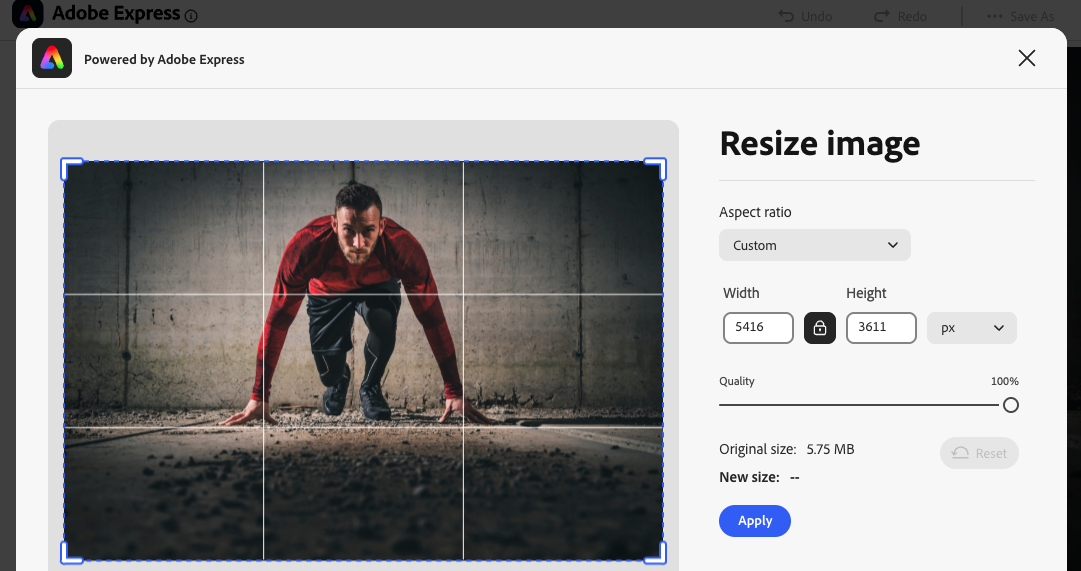 Adobe Express
Undo
Redo
Save As
Powered by Adobe Express
Resize image
Aspect ratio
Custom
Width
Height
5416
3611
px
Quality
100%
Original size: 5.75 MB
Reset
New size: --
Apply